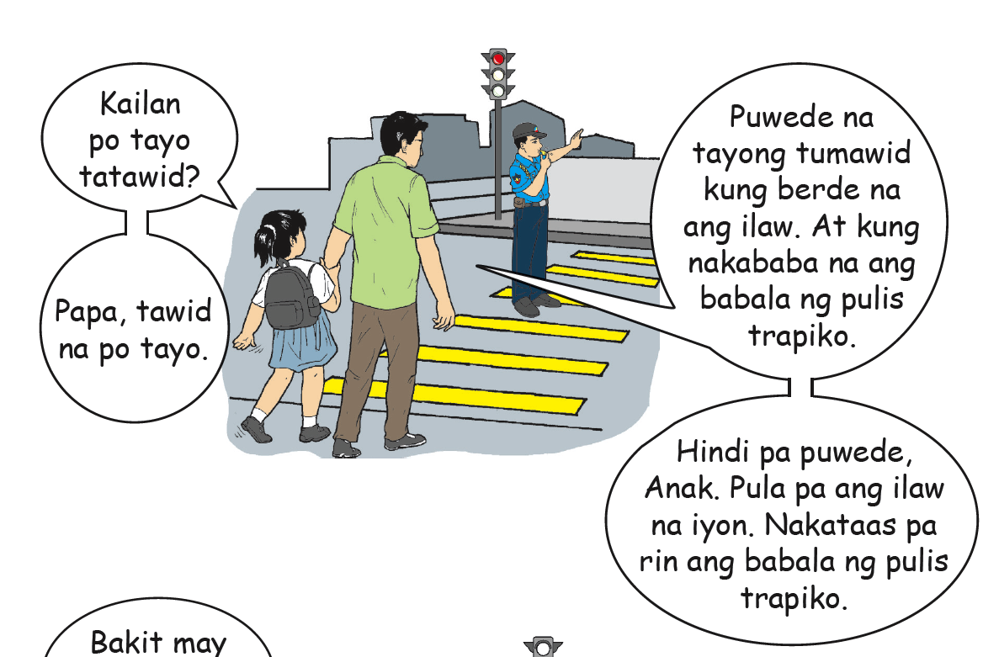 Kailan
po tayo
tatawid?
Papa, tawid
na po tayo.
Puwede na
tayong tumawid
kung berde na
ang ilaw. At kung
nakababa na ang
babala ng pulis
trapiko.
Hindi pa puwede,
Anak. Pula pa ang ilaw
na iyon. Nakataas pa
rin ang babala ng pulis
trapiko.
Bakit may